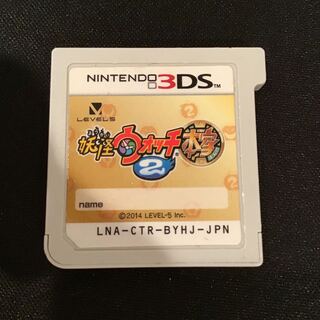 NINTENDO 3DS™
LEVEL5
妖怪ウォッチ2 本家
name
©2014 LEVEL-5 Inc.
LNA-CTR-BYHJ-JPN